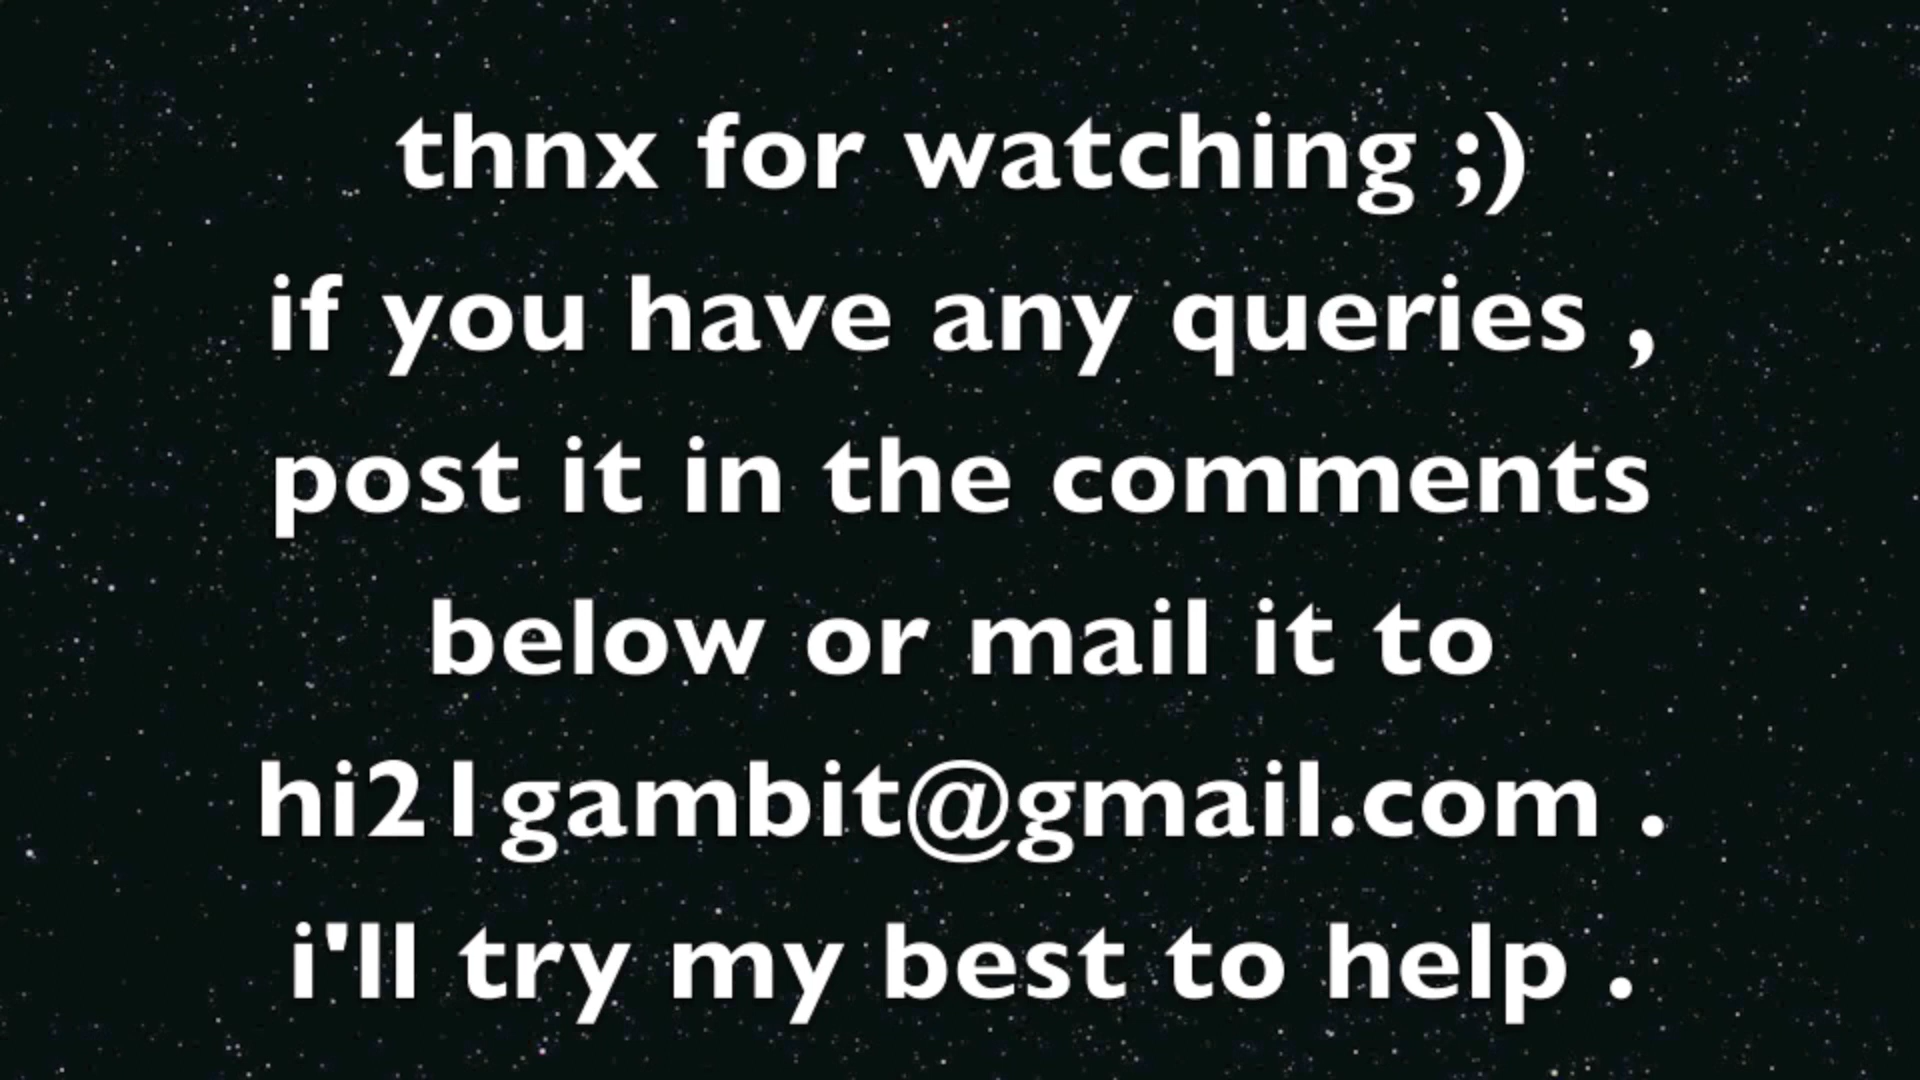 thnx for watching ;)
if you have any queries ,
post it in the comments
below or mail it to
hi21gambit@gmail.com .
i'll try my best to help .